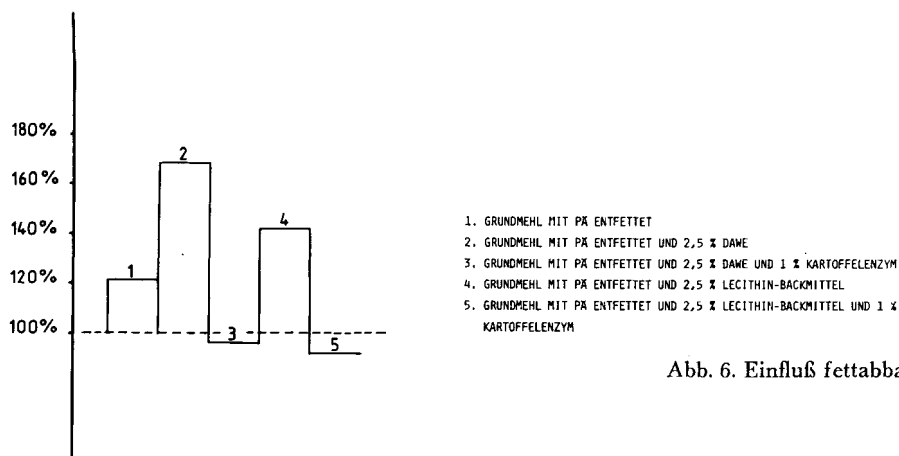 180%
160%
140%
120%
100%
1
2
3
4
5
1. GRUNDMEHL MIT PÄ ENTFETTET
2. GRUNDMEHL MIT PÄ ENTFETTET UND 2,5 % DAWE
3. GRUNDMEHL MIT PÄ ENTFETTET UND 2,5 % DAWE UND 1 % KARTOFFELENZYM
4. GRUNDMEHL MIT PÄ ENTFETTET UND 2,5 % LECITHIN-BACKMITTEL
5. GRUNDMEHL MIT PÄ ENTFETTET UND 2,5 % LECITHIN-BACKMITTEL UND 1 %
KARTOFFELENZYM
Abb. 6. Einfluß fettabba